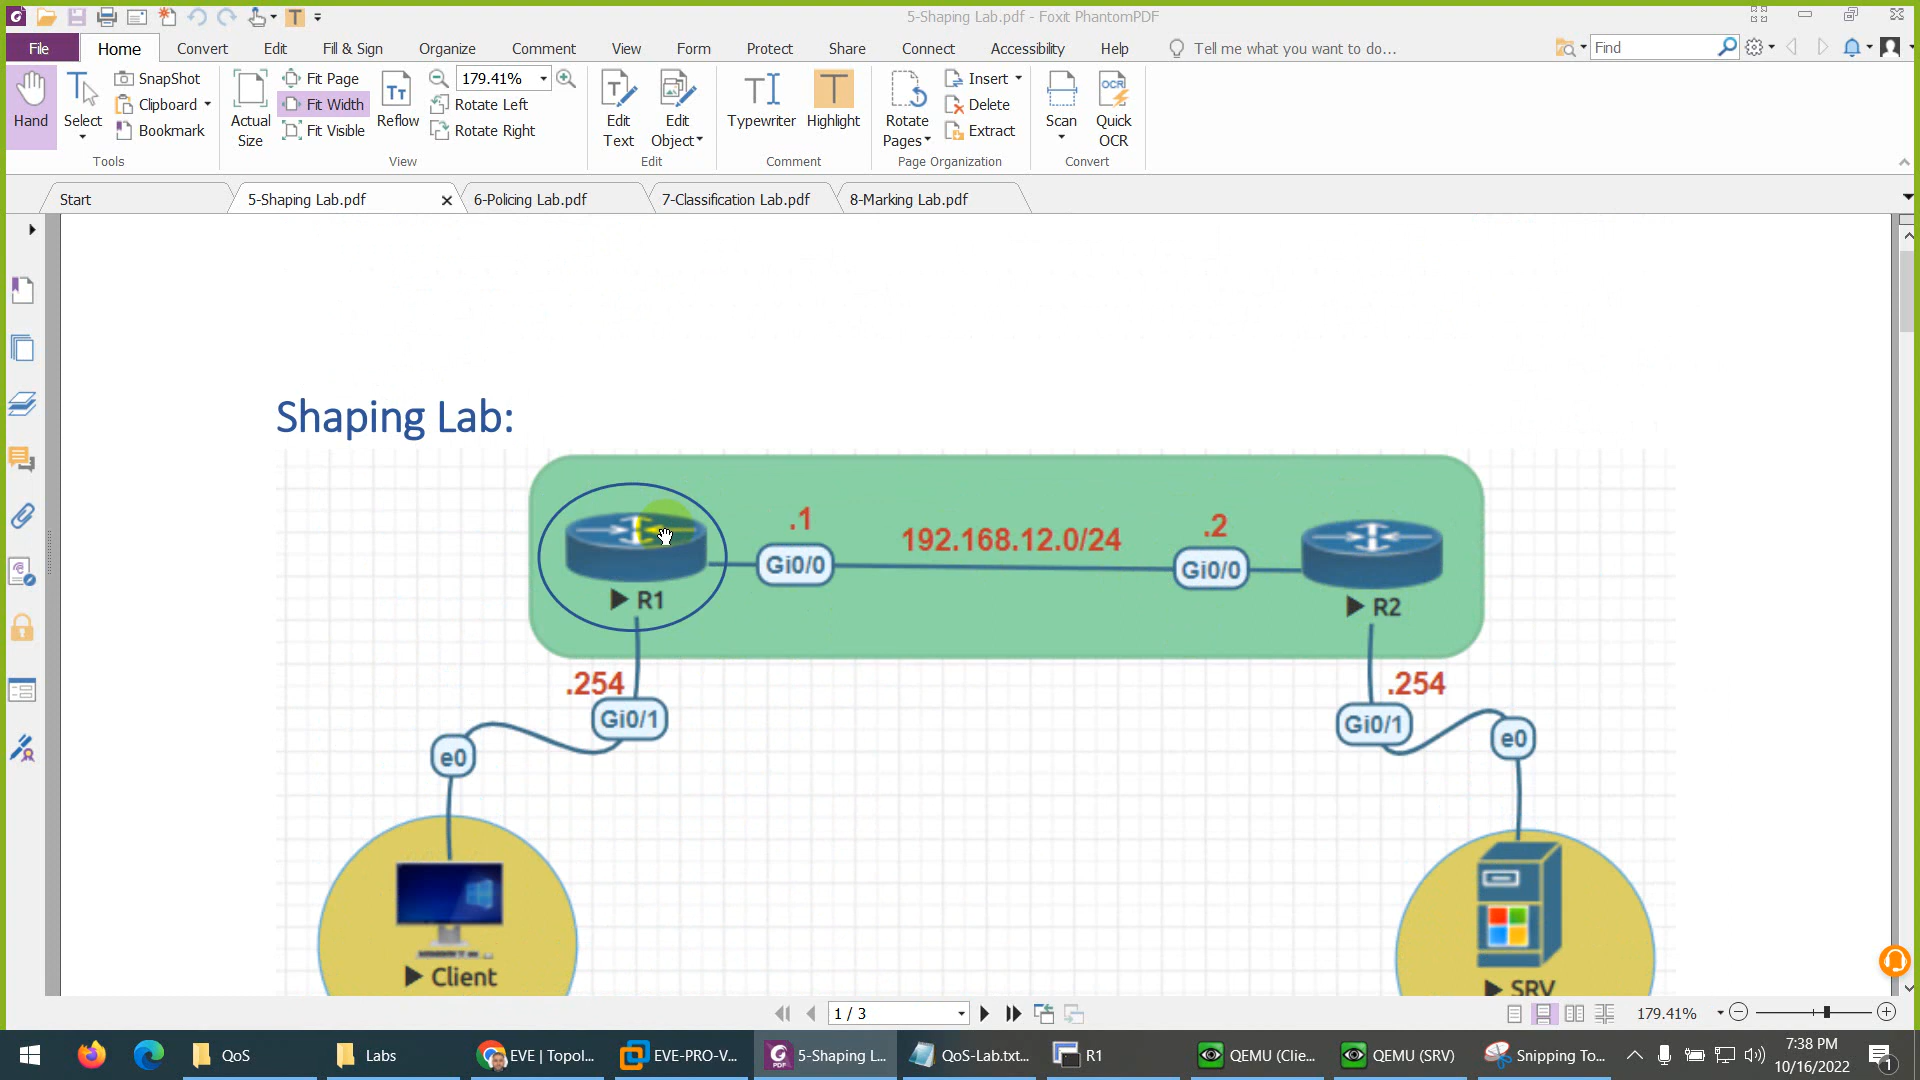 5-Shaping Lab.pdf - Foxit PhantomPDF
File
Home
Convert
Edit
Fill & Sign
Organize
Comment
View
Form
Protect
Share
Connect
Accessibility
Help
Tell me what you want to do...
Find
Hand
Select
SnapShot
Clipboard
Bookmark
Tools
Actual Size
Fit Page
Fit Width
Fit Visible
Reflow
179.41%
Rotate Left
Rotate Right
View
Edit Text
Edit Object
Edit
Typewriter
Highlight
Comment
Rotate Pages
Insert
Delete
Extract
Page Organization
Scan
Quick OCR
Convert
Start
5-Shaping Lab.pdf
6-Policing Lab.pdf
7-Classification Lab.pdf
8-Marking Lab.pdf
Shaping Lab:
.1
192.168.12.0/24
.2
Gi0/0
Gi0/0
R1
R2
.254
.254
Gi0/1
Gi0/1
e0
e0
Client
SRV
1 / 3
179.41%
QoS
Labs
EVE | Topol...
EVE-PRO-V...
5-Shaping L...
QoS-Lab.txt...
R1
QEMU (Clie...
QEMU (SRV)
Snipping To...
7:38 PM
10/16/2022
1